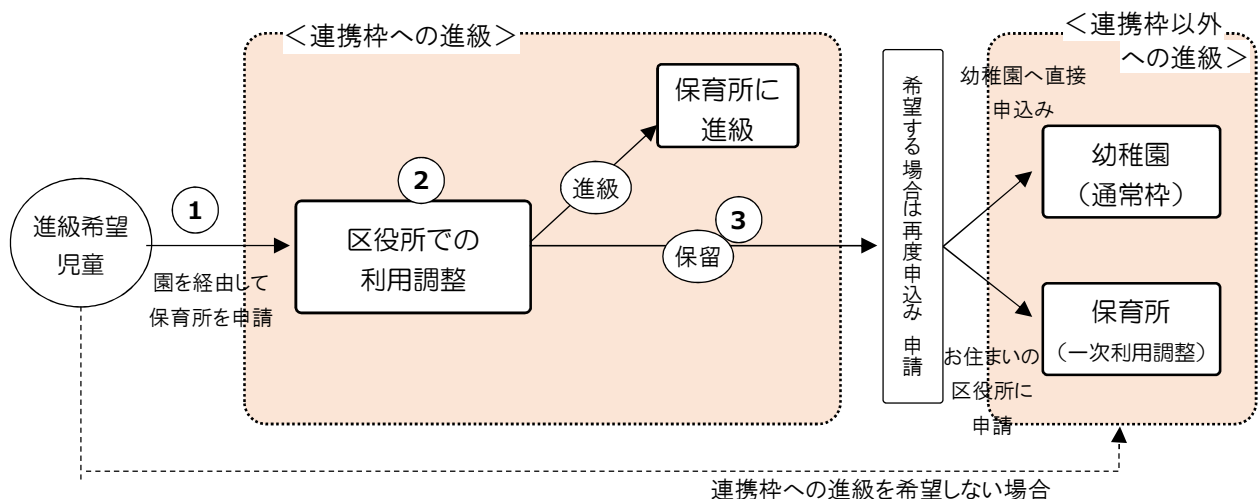 ＜連携枠への進級＞
＜連携枠以外
への進級＞
進級希望
児童
1
園を経由して
保育所を申請
2
区役所での
利用調整
進級
保育所に
進級
3
保留
希望する場合は再度申込み・申請
幼稚園へ直接
申込み
幼稚園
（通常枠）
保育所
（一次利用調整）
お住まいの
区役所に
申請
連携枠への進級を希望しない場合